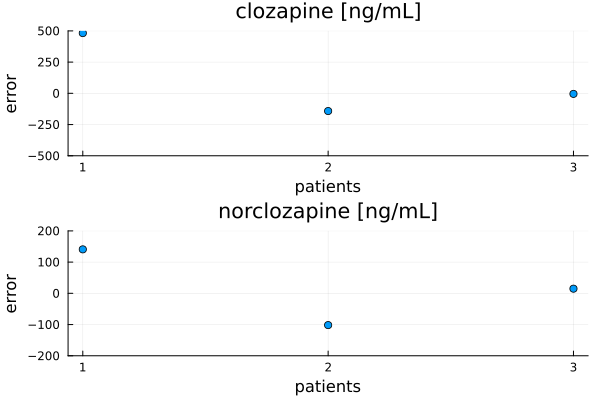 clozapine [ng/mL]
500
250
0
−250
−500
error
1 2 3
patients
norclozapine [ng/mL]
200
100
0
−100
−200
error
1 2 3
patients